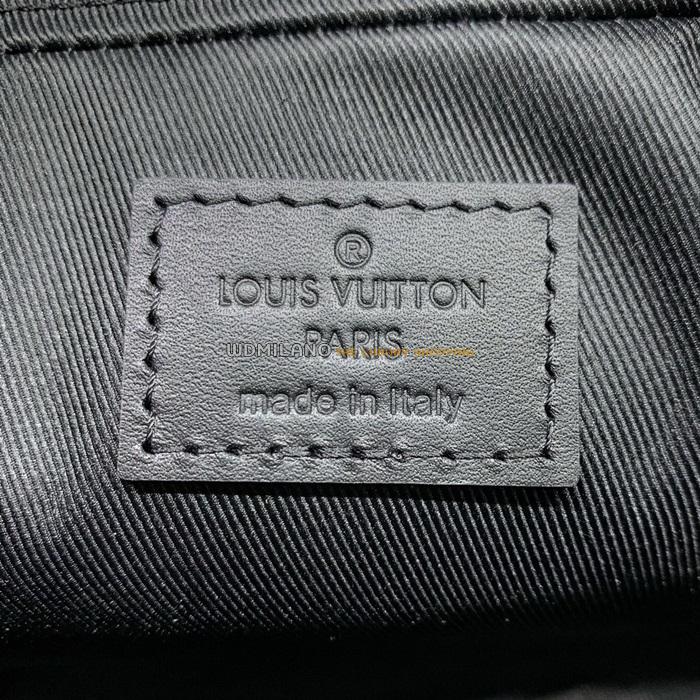 ®
LOUIS VUITTON
PARIS
WDMILANO
made in Italy